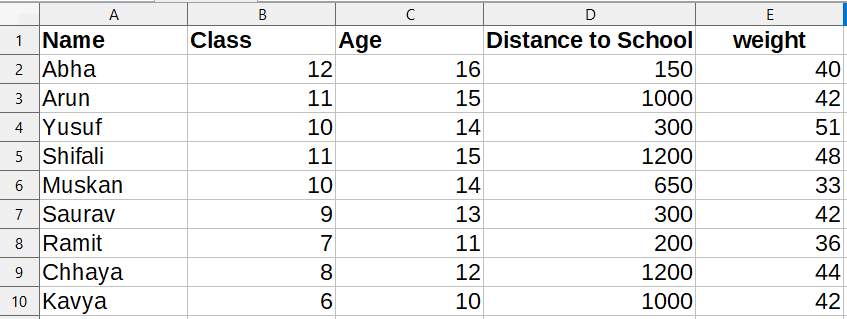 A B C D E
1 Name Class Age Distance to School weight
2 Abha 12 16 150 40
3 Arun 11 15 1000 42
4 Yusuf 10 14 300 51
5 Shifali 11 15 1200 48
6 Muskan 10 14 650 33
7 Saurav 9 13 300 42
8 Ramit 7 11 200 36
9 Chhaya 8 12 1200 44
10 Kavya 6 10 1000 42